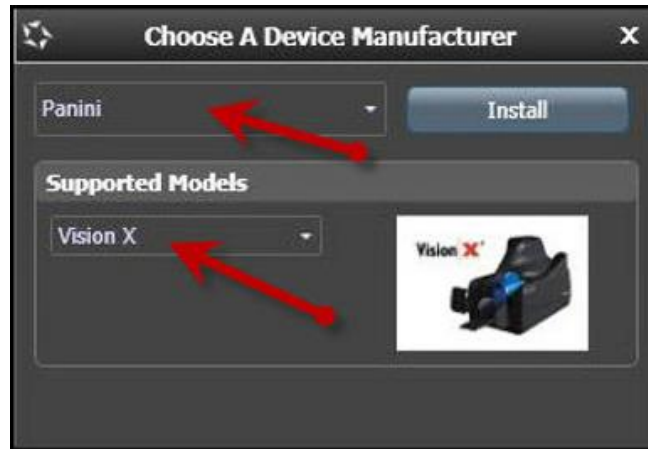 Choose A Device Manufacturer X
Panini Install
Supported Models
Vision X
Vision X